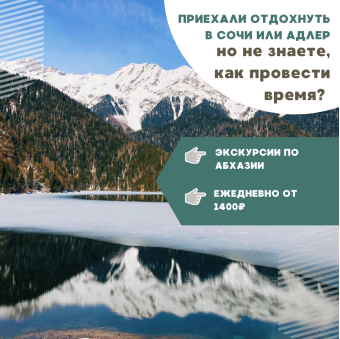 ПРИЕХАЛИ ОТДОХНУТЬ
В СОЧИ ИЛИ АДЛЕР
но не знаете,
как провести
время?
ЭКСКУРСИИ ПО
АБХАЗИИ
ЕЖЕДНЕВНО ОТ
1400₽